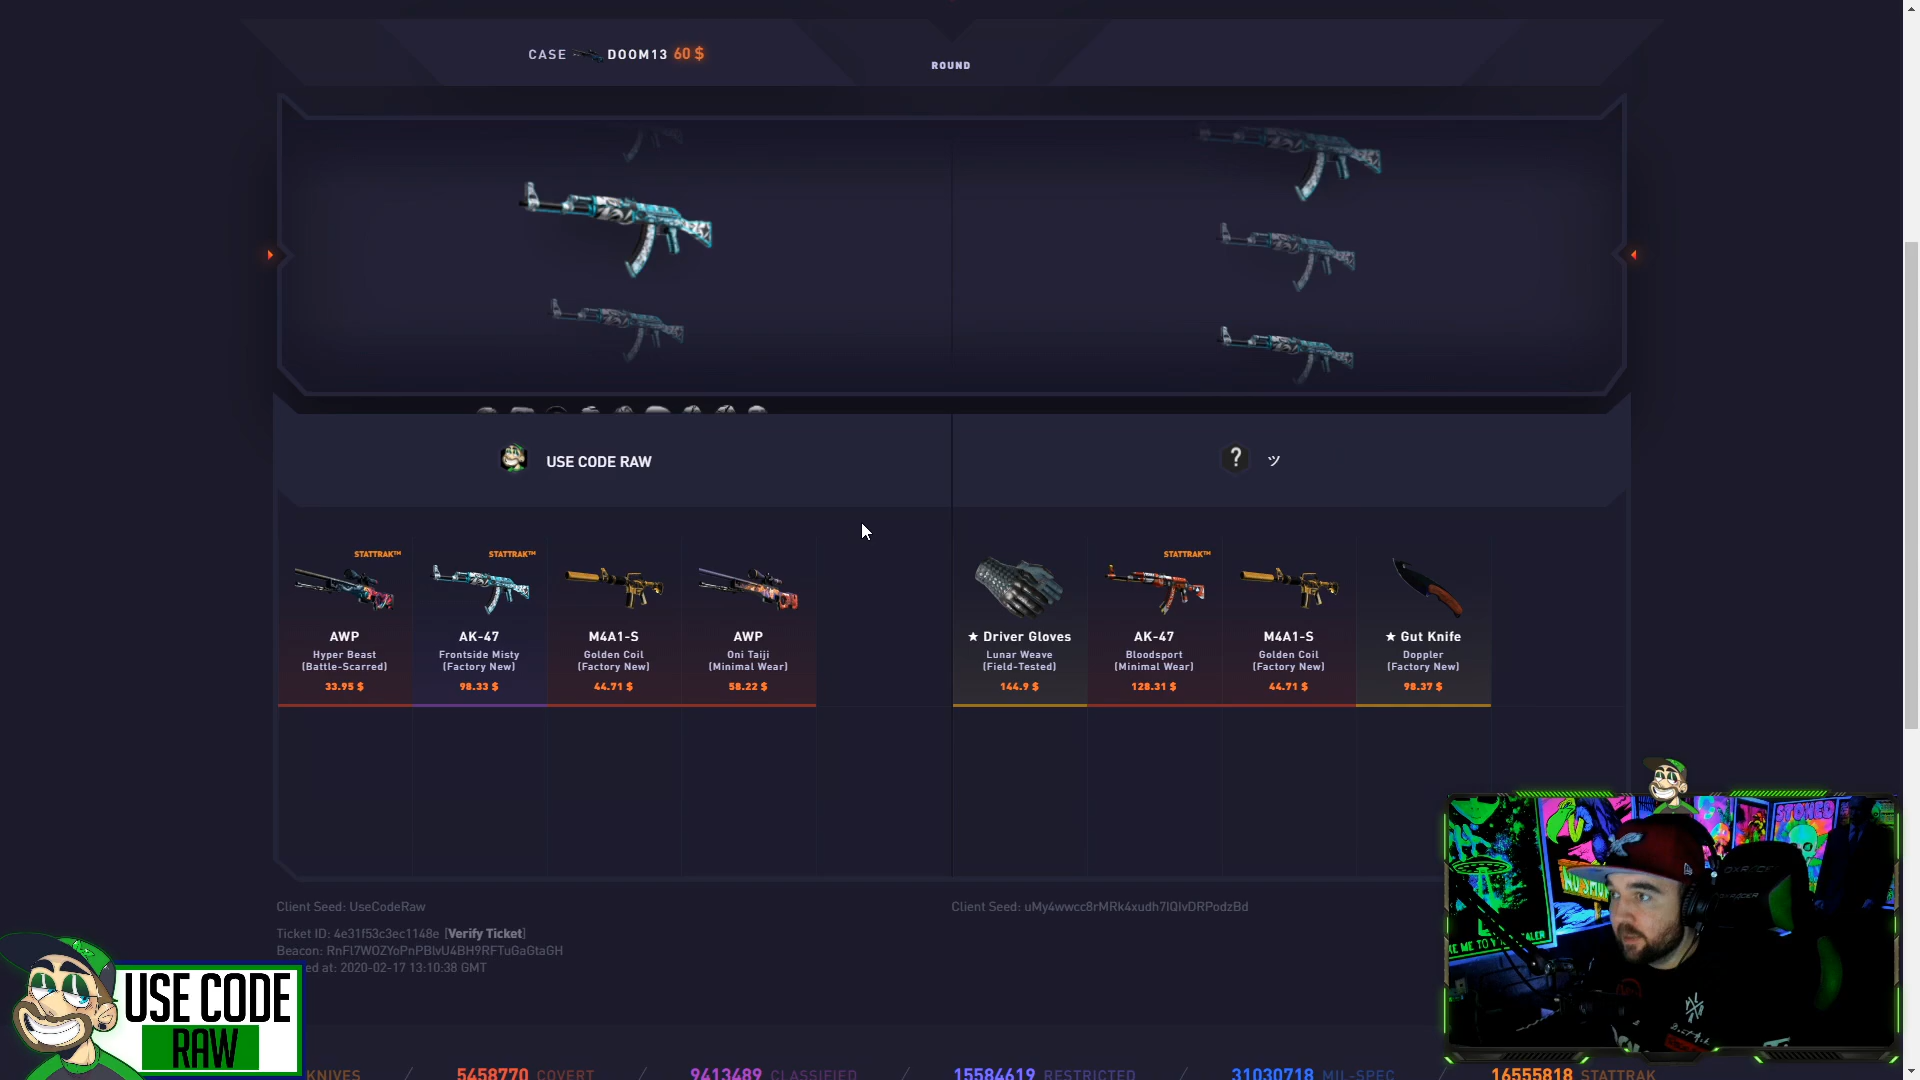 CASE DOOM13 60 $
ROUND
USE CODE RAW
?
ツ
STATTRAK™
AWP
Hyper Beast
(Battle-Scarred)
33.95 $
STATTRAK™
AK-47
Frontside Misty
(Factory New)
98.33 $
M4A1-S
Golden Coil
(Factory New)
44.71 $
AWP
Oni Taiji
(Minimal Wear)
58.22 $
★ Driver Gloves
Lunar Weave
(Field-Tested)
144.9 $
STATTRAK™
AK-47
Bloodsport
(Minimal Wear)
128.31 $
M4A1-S
Golden Coil
(Factory New)
44.71 $
★ Gut Knife
Doppler
(Factory New)
98.37 $
Client Seed: UseCodeRaw
Client Seed: uMy4wwcc8rMRk4xudh7IQIvDRPodzBd
Ticket ID: 4e31f53c3ec1148e [Verify Ticket]
Beacon: RnFl7WOZYoPnPBlvU4BH9RFTuGaGtaGH
ed at: 2020-02-17 13:10:38 GMT
USE CODE
RAW
STONED
KNIVES / 5458770 COVERT / 9413489 CLASSIFIED / 15584619 RESTRICTED / 31030718 MIL-SPEC / 16555818 STATTRAK